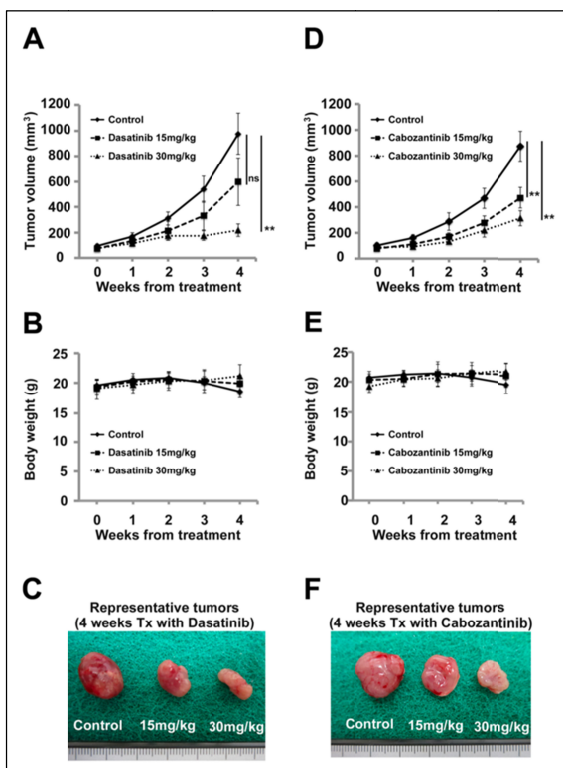 A
Tumor volume (mm³)
1200
1000
800
600
400
200
0
Control
Dasatinib 15mg/kg
Dasatinib 30mg/kg
ns
**
0 1 2 3 4
Weeks from treatment
B
Body weight (g)
25
20
15
10
5
0
Control
Dasatinib 15mg/kg
Dasatinib 30mg/kg
0 1 2 3 4
Weeks from treatment
C
Representative tumors
(4 weeks Tx with Dasatinib)
Control 15mg/kg 30mg/kg
D
Tumor volume (mm³)
1200
1000
800
600
400
200
0
Control
Cabozantinib 15mg/kg
Cabozantinib 30mg/kg
**
**
0 1 2 3 4
Weeks from treatment
E
Body weight (g)
25
20
15
10
5
0
Control
Cabozantinib 15mg/kg
Cabozantinib 30mg/kg
0 1 2 3 4
Weeks from treatment
F
Representative tumors
(4 weeks Tx with Cabozantinib)
Control 15mg/kg 30mg/kg